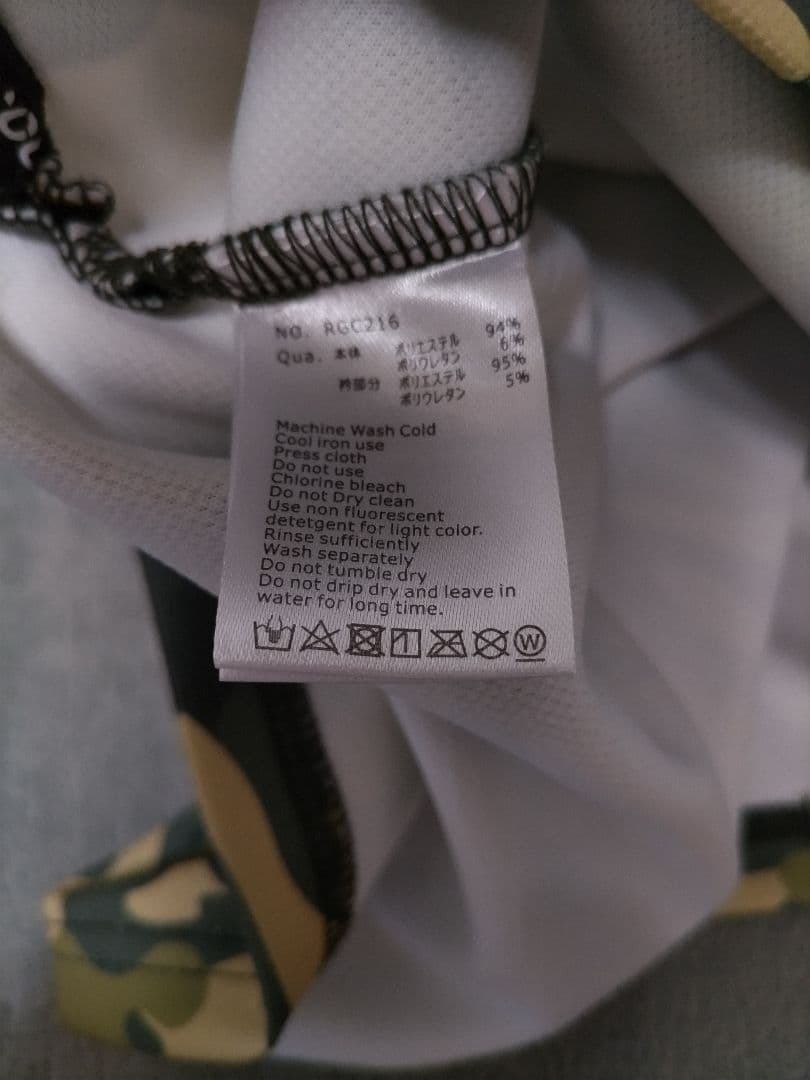 NO. RGC216
Qua. 本体 ポリエステル 94%
ポリウレタン 6%
衿部分 ポリエステル 95%
ポリウレタン 5%
Machine Wash Cold
Cool iron use
Press cloth
Do not use
Chlorine bleach
Do not Dry clean
Use non fluorescent
detetgent for light color.
Rinse sufficiently
Wash separately
Do not tumble dry
Do not drip dry and leave in
water for long time.
W